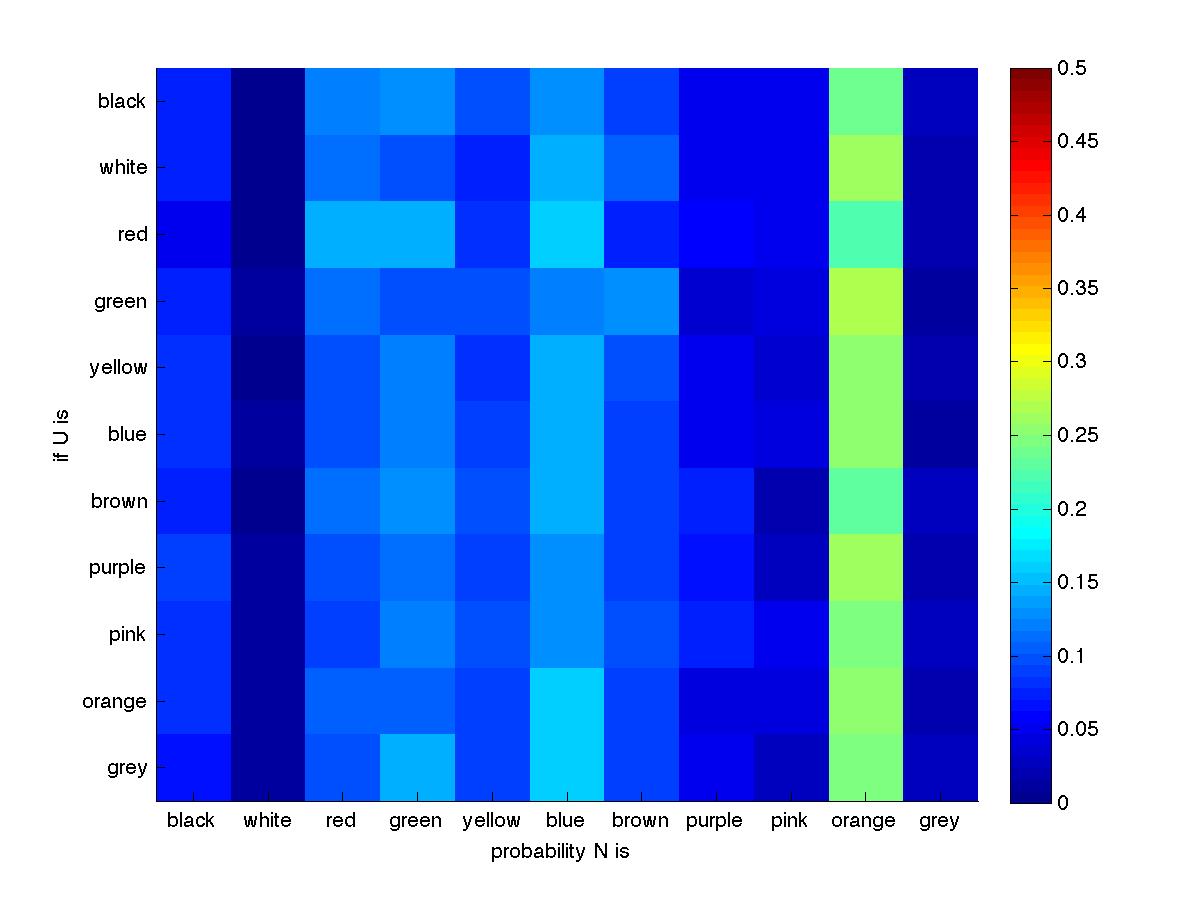 0.5
black
0.45
white
0.4
red
0.35
green
0.3
yellow
0.25
if U is
blue
0.2
brown
0.15
purple
0.1
pink
0.05
orange
grey
0
black white red green yellow blue brown purple pink orange grey
probability N is